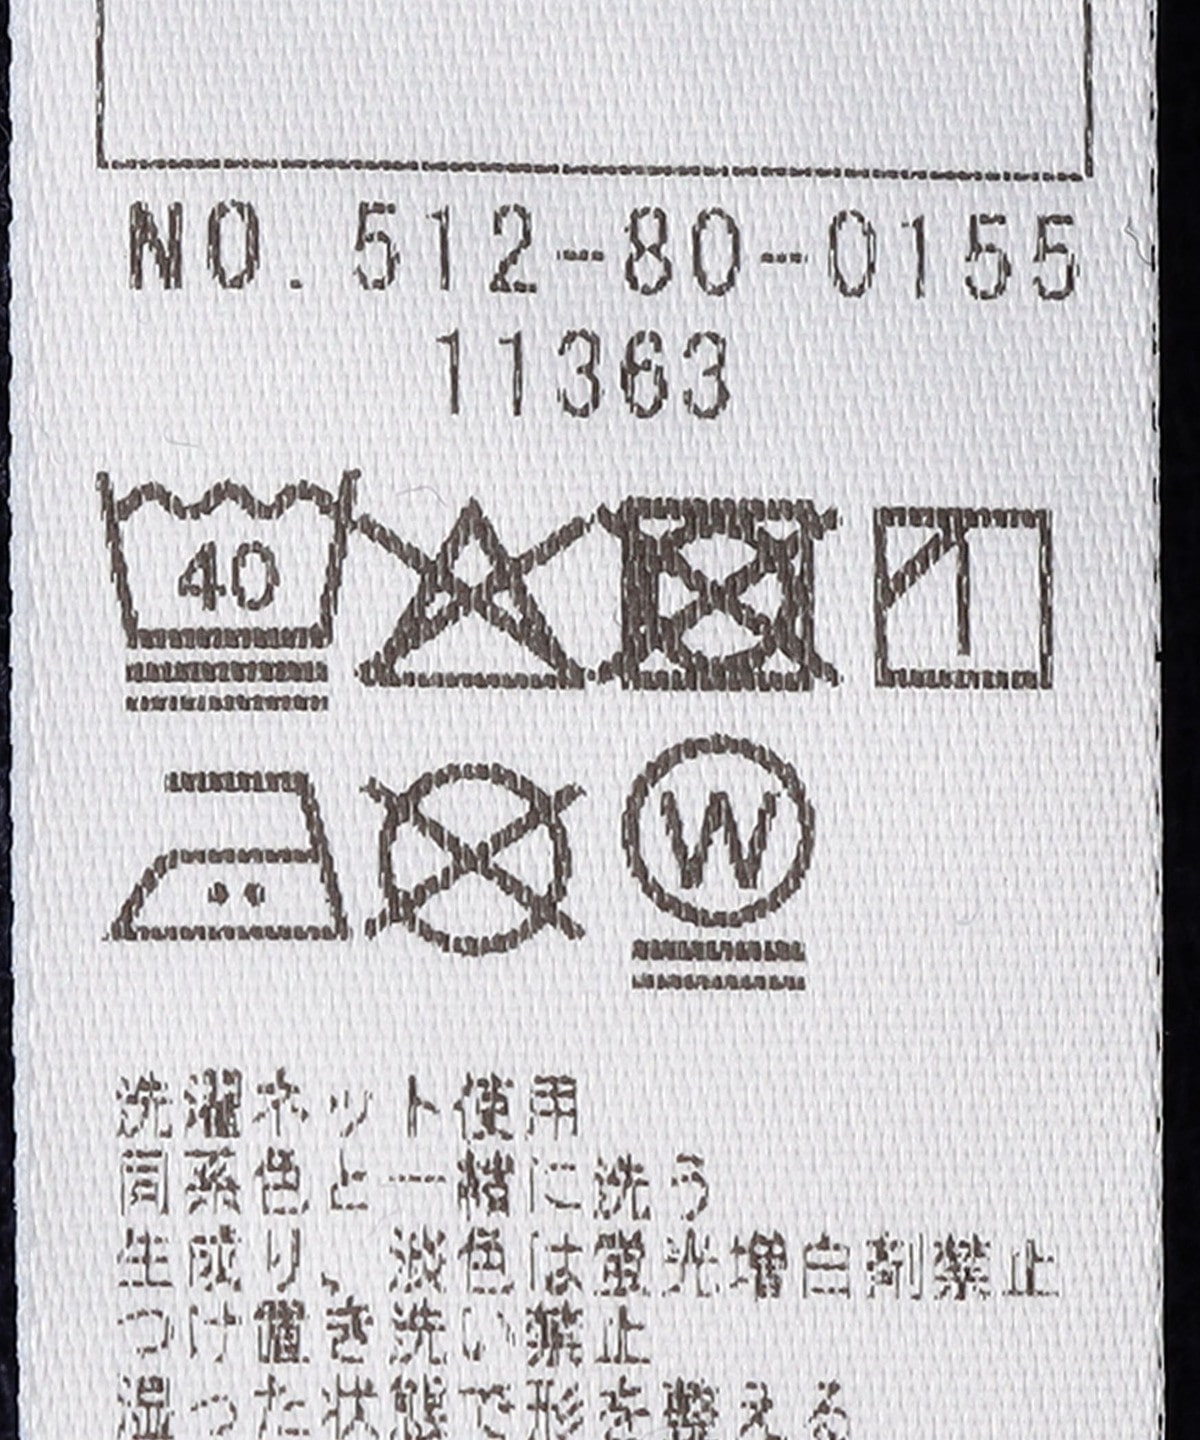 NO.512-80-0155
11363
40
W
洗濯ネット使用
同系色と一緒に洗う
生成り、淡色は蛍光増白剤禁止
つけ置き洗い禁止
湿った状態で形を整える